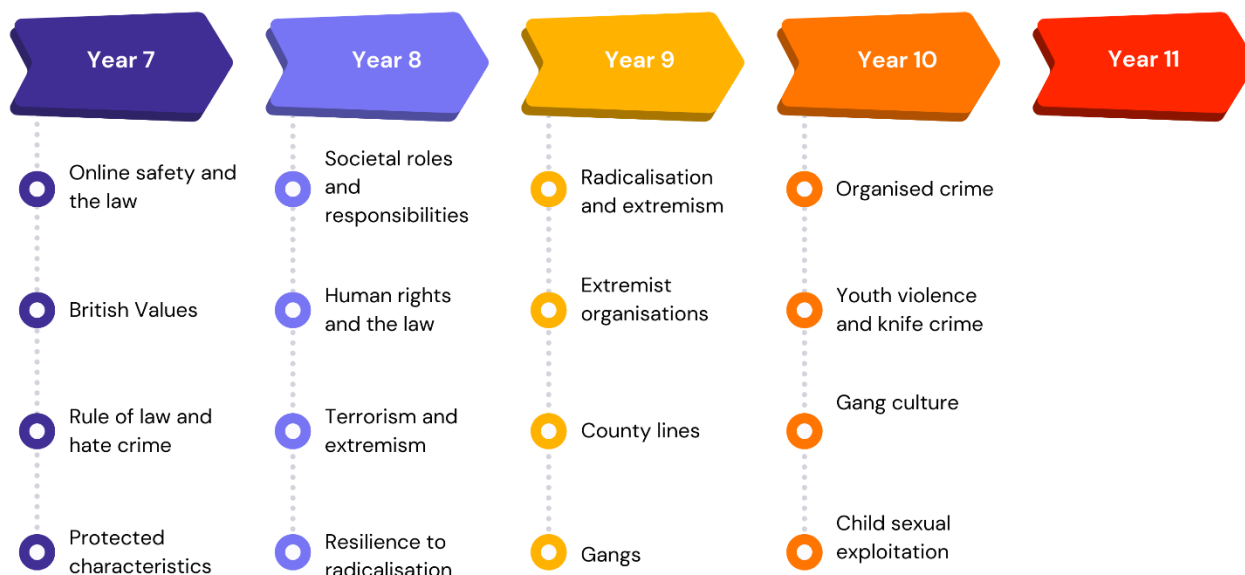 Year 7
Year 8
Year 9
Year 10
Year 11
Online safety and
the law
British Values
Rule of law and
hate crime
Protected
characteristics
Societal roles
and
responsibilities
Human rights
and the law
Terrorism and
extremism
Resilience to
radicalisation
Radicalisation
and extremism
Extremist
organisations
County lines
Gangs
Organised crime
Youth violence
and knife crime
Gang culture
Child sexual
exploitation